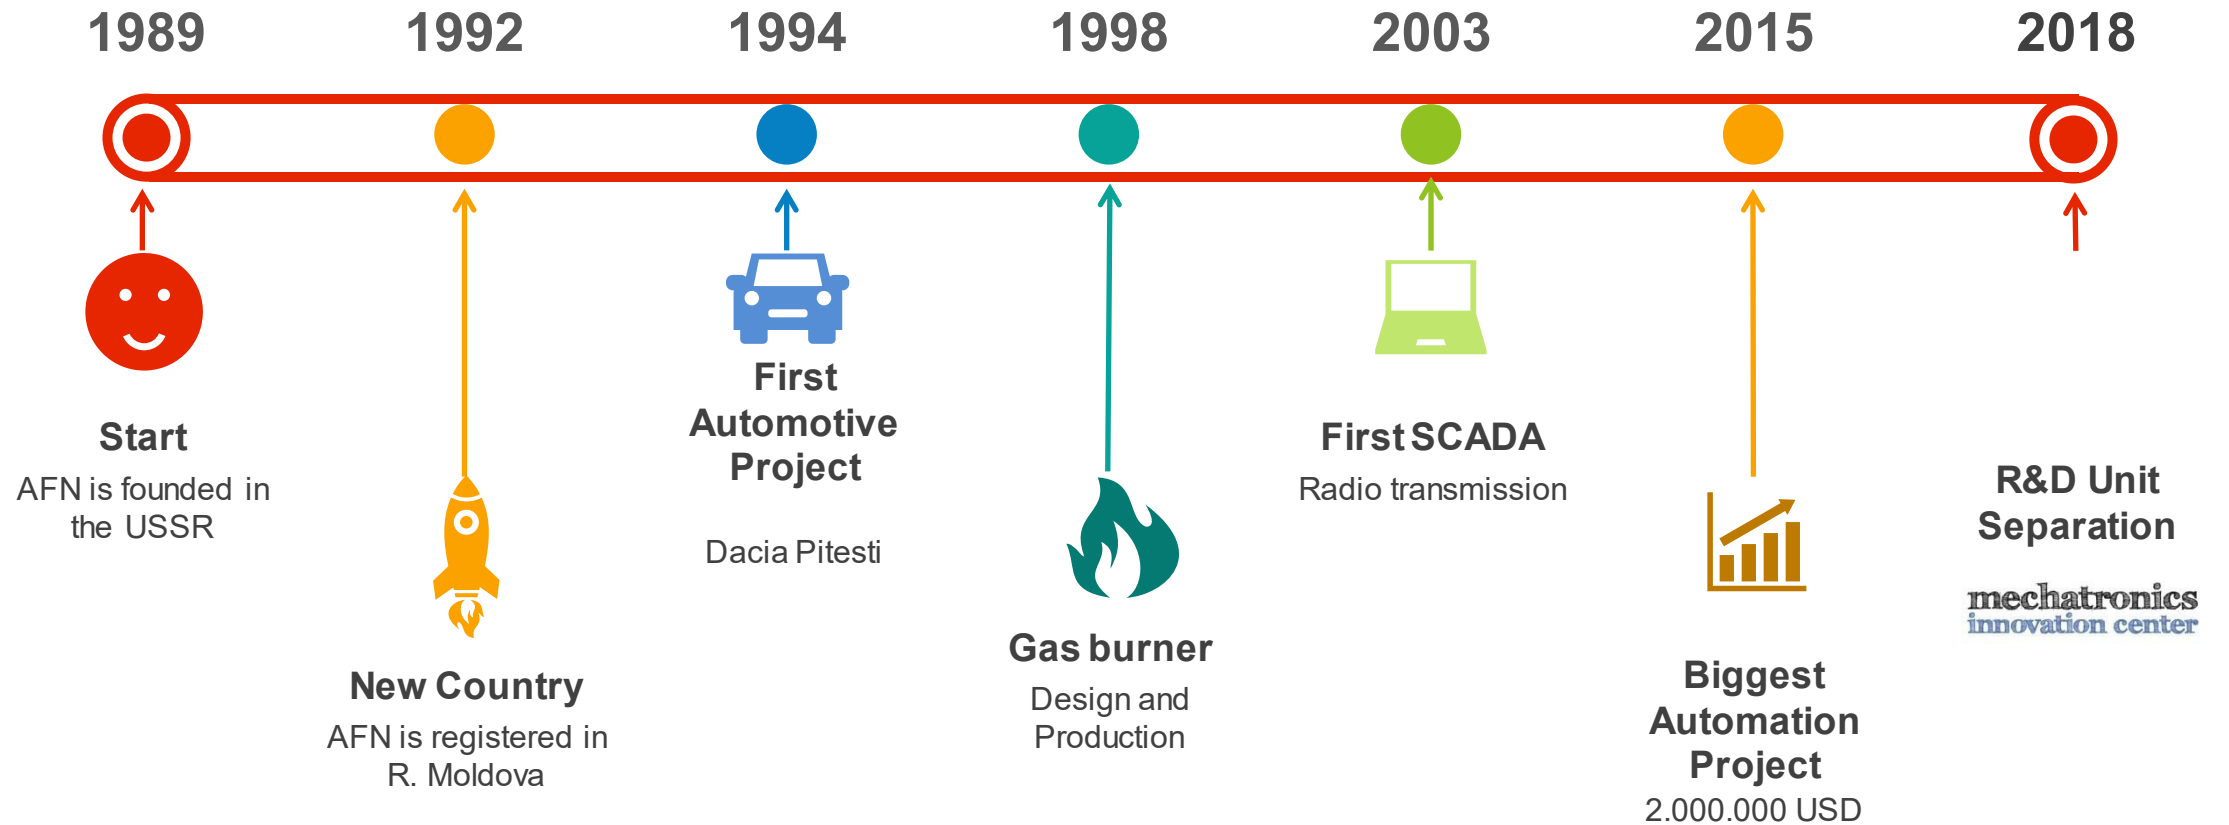 1989
1992
1994
1998
2003
2015
2018
Start
AFN is founded in
the USSR
New Country
AFN is registered in
R. Moldova
First
Automotive
Project
Dacia Pitesti
Gas burner
Design and
Production
First SCADA
Radio transmission
Biggest
Automation
Project
2.000.000 USD
R&D Unit
Separation
mechatronics
innovation center